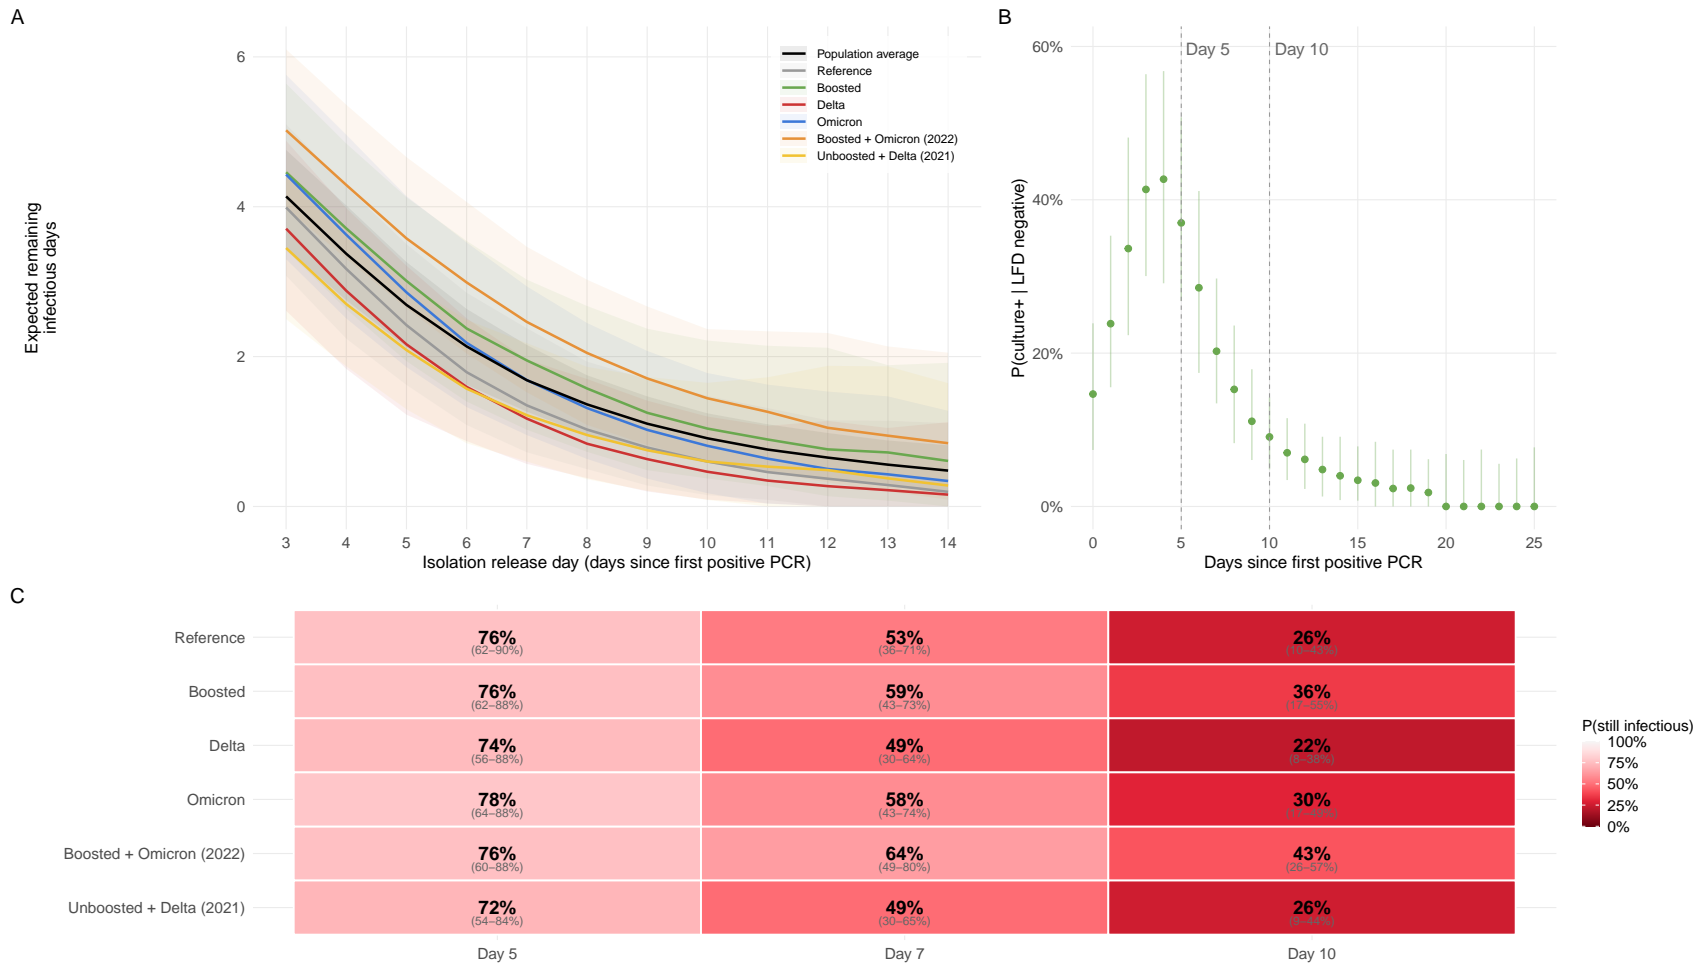 A
Expected remaining
infectious days
6
4
2
0
3 4 5 6 7 8 9 10 11 12 13 14
Isolation release day (days since first positive PCR)
Population average
Reference
Boosted
Delta
Omicron
Boosted + Omicron (2022)
Unboosted + Delta (2021)
B
P(culture+ | LFD negative)
60%
40%
20%
0%
Day 5 Day 10
0 5 10 15 20 25
Days since first positive PCR
C
Reference 76% 53% 26%
(62–90%) (36–71%) (10–43%)
Boosted 76% 59% 36%
(62–88%) (43–73%)
Delta 74% 49% 22%
(56–88%) (30–64%) (8–38%)
Omicron 78% 58% 30%
(64–88%) (43–74%)
Boosted + Omicron (2022) 76% 64% 43%
(60–88%) (49–80%) (26–57%)
Unboosted + Delta (2021) 72% 49% 26%
(54–84%) (30–65%) (9–44%)
Day 5 Day 7 Day 10
P(still infectious)
100%
75%
50%
25%
0%